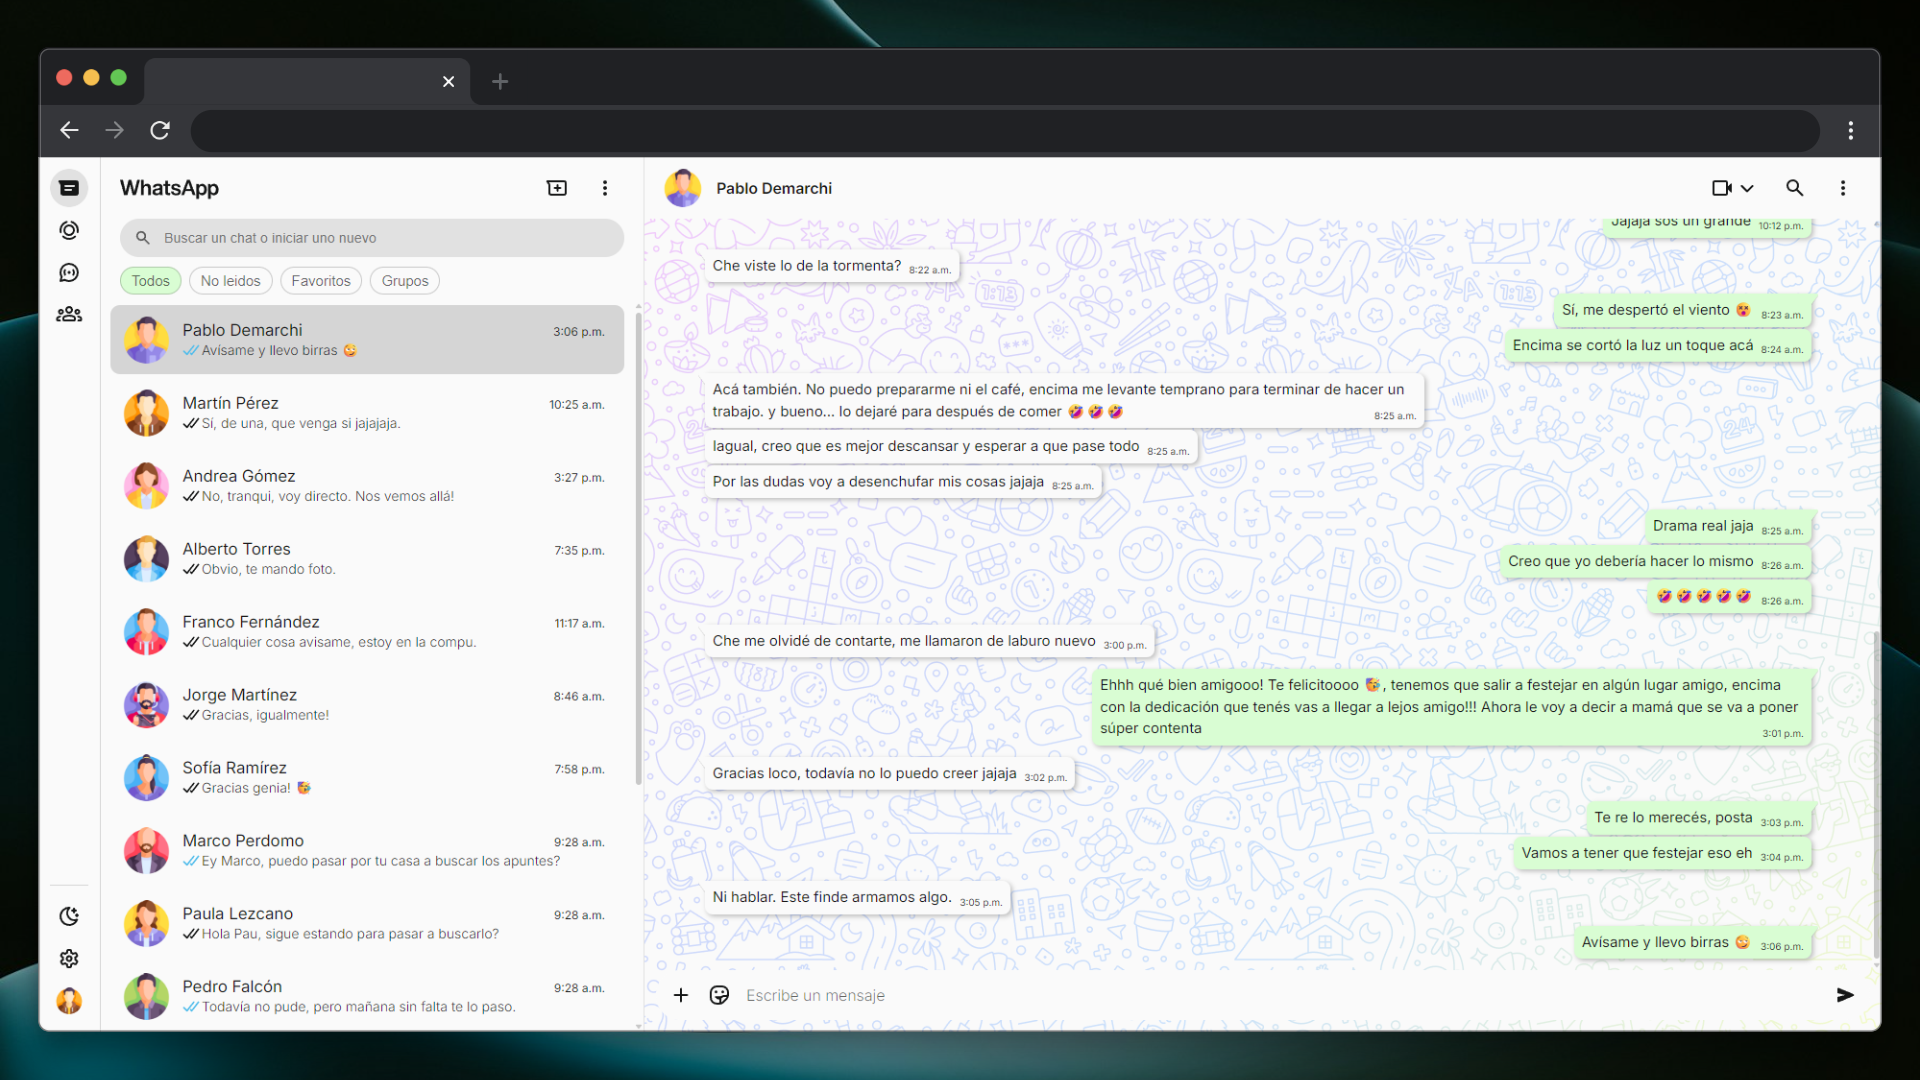 WhatsApp
Buscar un chat o iniciar uno nuevo
Todos
No leidos
Favoritos
Grupos
Pablo Demarchi
3:06 p.m.
Avísame y llevo birras 🥳
Martín Pérez
10:25 a.m.
Sí, de una, que venga si jajajaja.
Andrea Gómez
3:27 p.m.
No, tranqui, voy directo. Nos vemos allá!
Alberto Torres
7:35 p.m.
Obvio, te mando foto.
Franco Fernández
11:17 a.m.
Cualquier cosa avisame, estoy en la compu.
Jorge Martínez
8:46 a.m.
Gracias, igualmente!
Sofía Ramírez
7:58 p.m.
Gracias genia! 🥳
Marco Perdomo
9:28 a.m.
Ey Marco, puedo pasar por tu casa a buscar los apuntes?
Paula Lezcano
9:28 a.m.
Hola Pau, sigue estando para pasar a buscarlo?
Pedro Falcón
9:28 a.m.
Todavía no pude, pero mañana sin falta te lo paso.
Pablo Demarchi
Jajaja sos un grande 10:12 p.m.
Che viste lo de la tormenta? 8:22 a.m.
Sí, me despertó el viento 😵 8:23 a.m.
Encima se cortó la luz un toque acá 8:24 a.m.
Acá también. No puedo prepararme ni el café, encima me levante temprano para terminar de hacer un
trabajo. y bueno... lo dejaré para después de comer 🤣 🤣 🤣 8:25 a.m.
Iagual, creo que es mejor descansar y esperar a que pase todo 8:25 a.m.
Por las dudas voy a desenchufar mis cosas jajaja 8:25 a.m.
Drama real jaja 8:25 a.m.
Creo que yo debería hacer lo mismo 8:26 a.m.
🤣 🤣 🤣 🤣 🤣 8:26 a.m.
Che me olvidé de contarte, me llamaron de laburo nuevo 3:00 p.m.
Ehhh qué bien amigooo! Te felicitoooo 🥳, tenemos que salir a festejar en algún lugar amigo, encima
con la dedicación que tenés vas a llegar a lejos amigo!!! Ahora le voy a decir a mamá que se va a poner
súper contenta 3:01 p.m.
Gracias loco, todavía no lo puedo creer jajaja 3:02 p.m.
Te re lo merecés, posta 3:03 p.m.
Vamos a tener que festejar eso eh 3:04 p.m.
Ni hablar. Este finde armamos algo. 3:05 p.m.
Avísame y llevo birras 🥳 3:06 p.m.
Escribe un mensaje